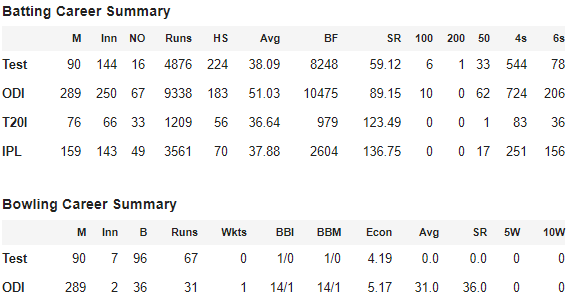 Batting Career Summary
M Inn NO Runs HS Avg BF SR 100 200 50 4s 6s
Test 90 144 16 4876 224 38.09 8248 59.12 6 1 33 544 78
ODI 289 250 67 9338 183 51.03 10475 89.15 10 0 62 724 206
T20I 76 66 33 1209 56 36.64 979 123.49 0 0 1 83 36
IPL 159 143 49 3561 70 37.88 2604 136.75 0 0 17 251 156
Bowling Career Summary
M Inn B Runs Wkts BBI BBM Econ Avg SR 5W 10W
Test 90 7 96 67 0 1/0 1/0 4.19 0.0 0.0 0 0
ODI 289 2 36 31 1 14/1 14/1 5.17 31.0 36.0 0 0